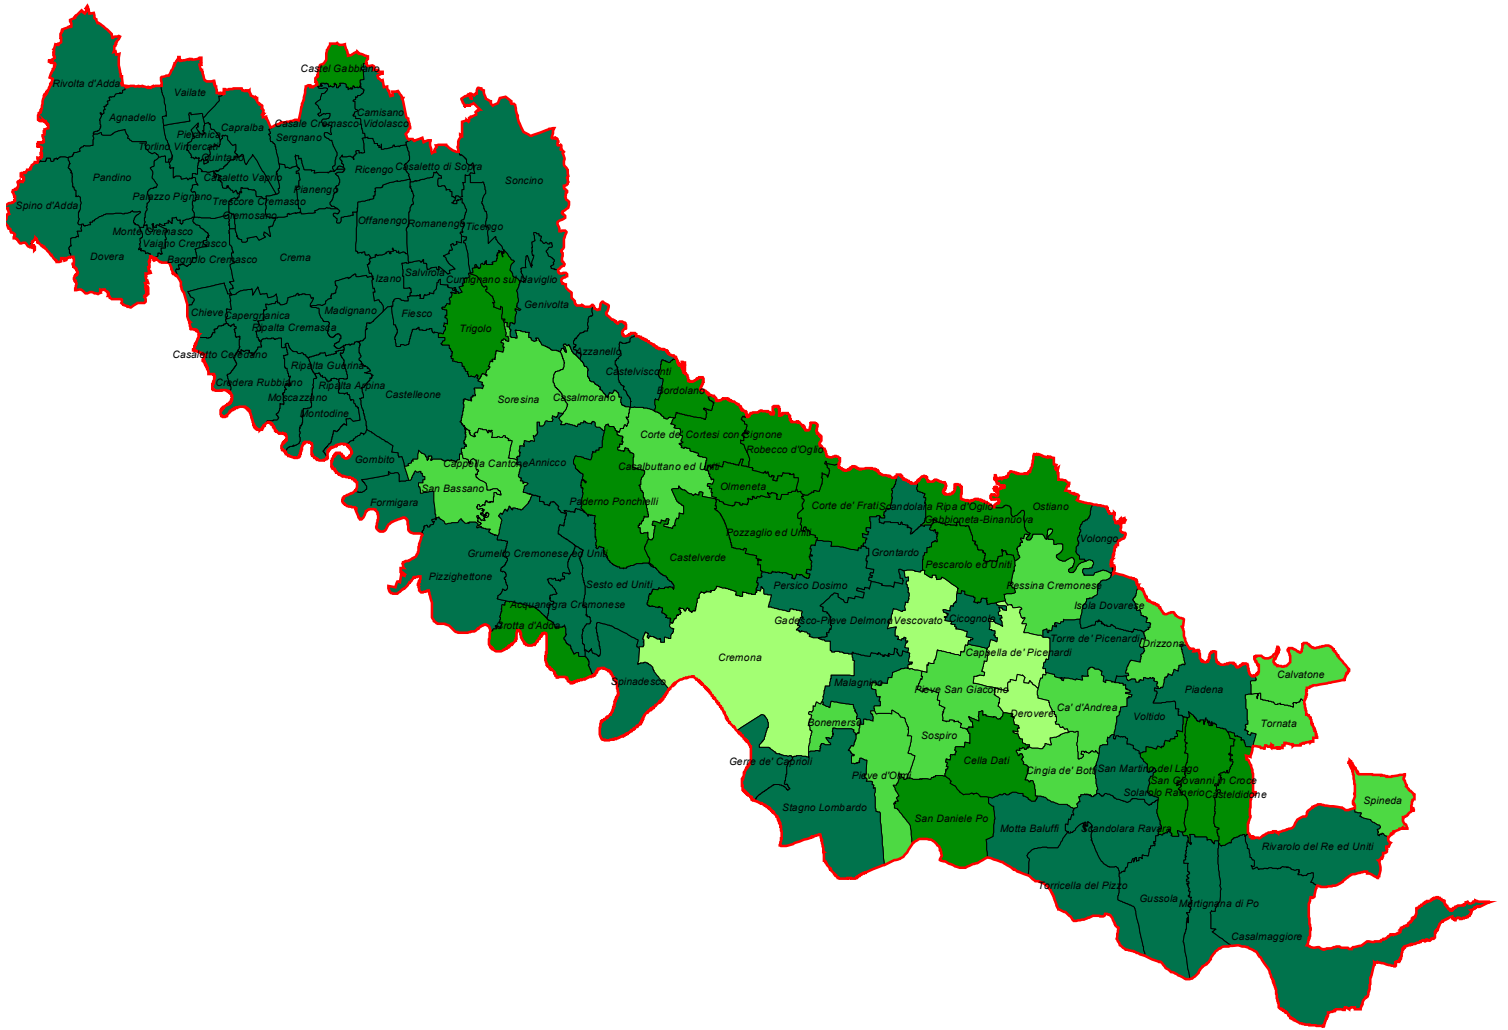 Castel Gabbiano
Rivolta d'Adda
Vailate
Camisano
Agnadello
Capralba
Casale Cremasco-Vidolasco
Pieranica
Sergnano
Torlino Vimercati
Quintano
Casaletto di Sopra
Ricengo
Pandino
Casaletto Vaprio
Soncino
Pianengo
Palazzo Pignano
Trescore Cremasco
Spino d'Adda
Cremosano
Offanengo
Romanengo
Ticengo
Monte Cremasco
Vaiano Cremasco
Dovera
Bagnolo Cremasco
Crema
Salvirola
Izano
Cumignano sul Naviglio
Genivolta
Chieve
Capergnanica
Madignano
Fiesco
Ripalta Cremasca
Trigolo
Casaletto Ceredano
Azzanello
Ripalta Guerina
Castelvisconti
Credera Rubbiano
Ripalta Arpina
Bordolano
Moscazzano
Castelleone
Soresina
Casalmorano
Montodine
Corte de' Cortesi con Cignone
Robecco d'Oglio
Gombito
Cappella Cantone
Annicco
Casalbuttano ed Uniti
San Bassano
Olmeneta
Formigara
Paderno Ponchielli
Corte de' Frati
Scandolara Ripa d'Oglio
Ostiano
Gabbioneta-Binanuova
Pozzaglio ed Uniti
Volongo
Grumello Cremonese ed Uniti
Castelverde
Grontardo
Pescarolo ed Uniti
Pizzighettone
Sesto ed Uniti
Persico Dosimo
Pessina Cremonese
Acquanegra Cremonese
Isola Dovarese
Crotta d'Adda
Gadesco-Pieve Delmona
Vescovato
Cicognolo
Torre de' Picenardi
Drizzona
Cremona
Cappella de' Picenardi
Calvatone
Spinadesco
Malagnino
Pieve San Giacomo
Piadena
Ca' d'Andrea
Derovere
Voltido
Bonemerse
Tornata
Sospiro
Gerre de' Caprioli
Cella Dati
Cingia de' Botti
San Martino del Lago
Pieve d'Olmi
San Giovanni in Croce
Solarolo Rainerio
Casteldidone
Spineda
Stagno Lombardo
San Daniele Po
Motta Baluffi
Scandolara Ravara
Rivarolo del Re ed Uniti
Torricella del Pizzo
Gussola
Martignana di Po
Casalmaggiore